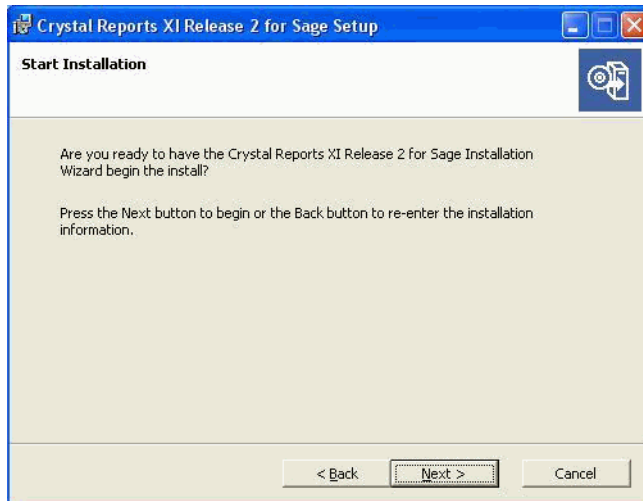 Crystal Reports XI Release 2 for Sage Setup
Start Installation
Are you ready to have the Crystal Reports XI Release 2 for Sage Installation
Wizard begin the install?
Press the Next button to begin or the Back button to re-enter the installation
information.
< Back
Next >
Cancel